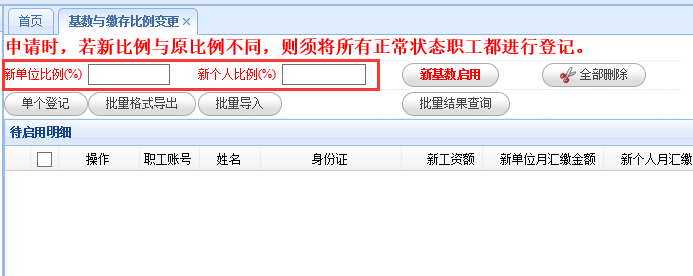 首页 基数与缴存比例变更
申请时，若新比例与原比例不同，则须将所有正常状态职工都进行登记。
新单位比例(%) 新个人比例(%) 新基数启用 全部删除
单个登记 批量格式导出 批量导入 批量结果查询
待启用明细
操作 职工账号 姓名 身份证 新工资额 新单位月汇缴金额 新个人月汇缴